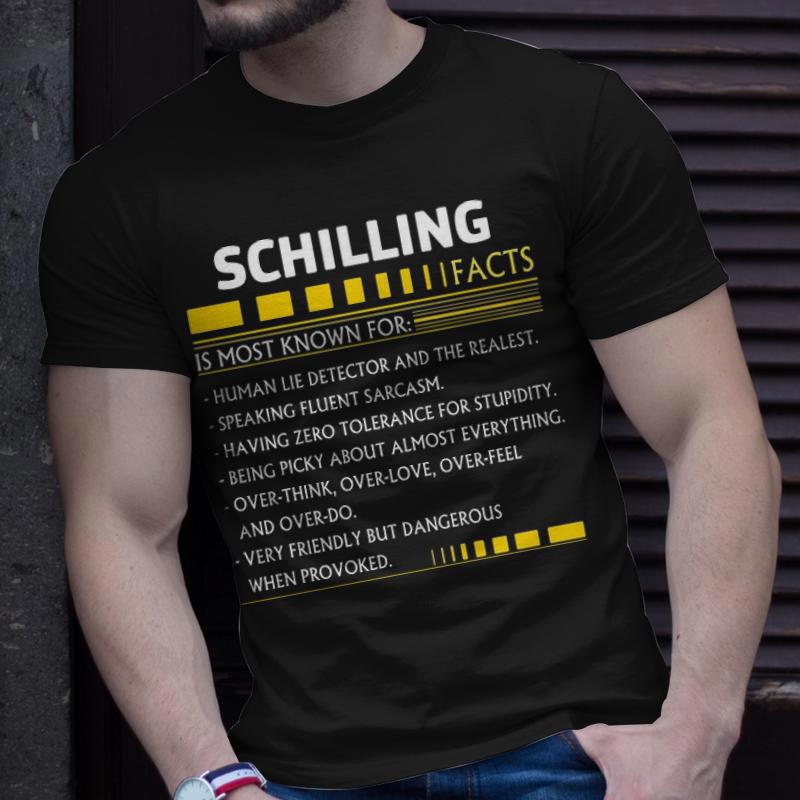 SCHILLING
FACTS
IS MOST KNOWN FOR:
- HUMAN LIE DETECTOR AND THE REALEST.
- SPEAKING FLUENT SARCASM.
- HAVING ZERO TOLERANCE FOR STUPIDITY.
- BEING PICKY ABOUT ALMOST EVERYTHING.
- OVER-THINK, OVER-LOVE, OVER-FEEL
AND OVER-DO.
- VERY FRIENDLY BUT DANGEROUS
WHEN PROVOKED.